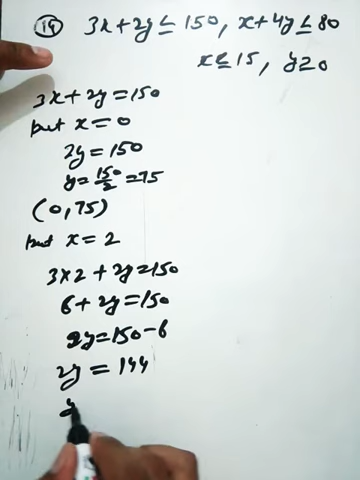 (14) 3x+2y≤150, x+4y≤80
x≤15, y≥0
3x+2y=150
put x=0
2y=150
y=150/2=75
(0,75)
put x=2
3×2+2y=150
6+2y=150
2y=150-6
2y=144
y